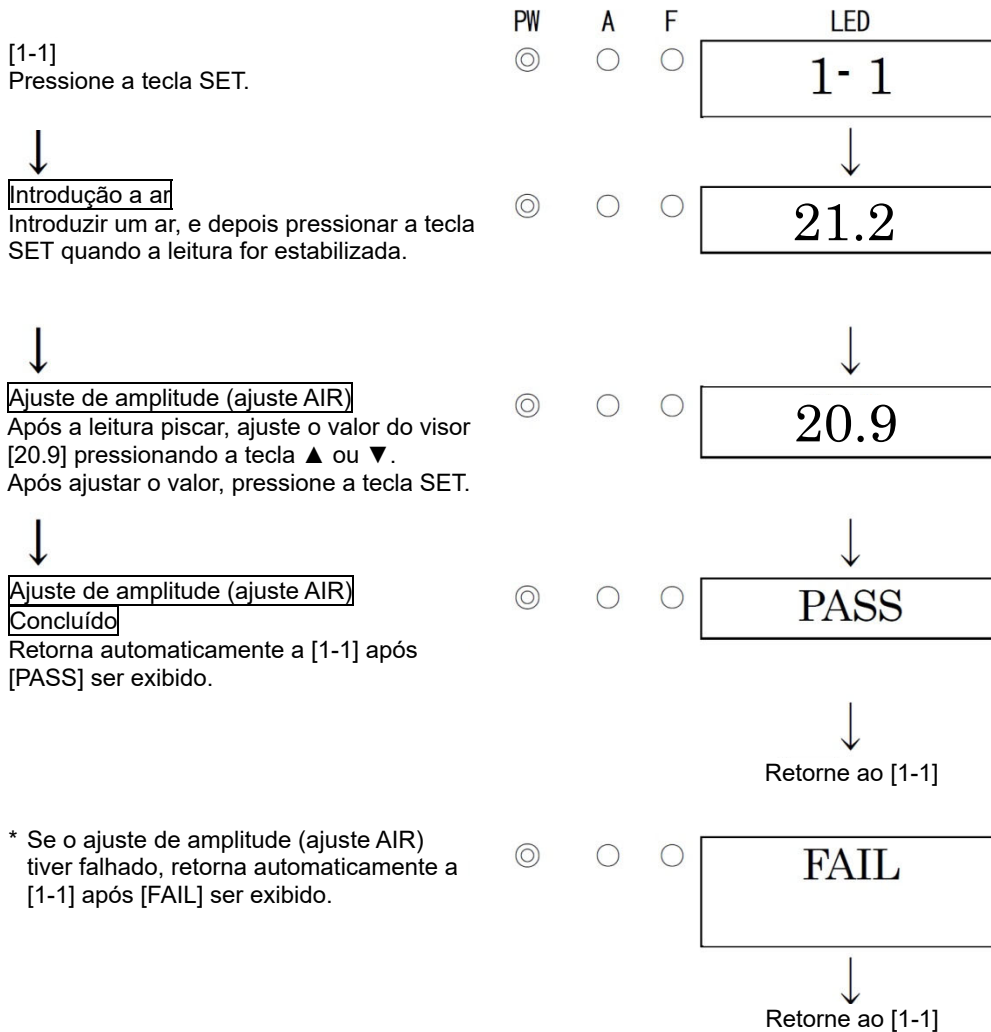 PW A F LED
[1-1]
Pressione a tecla SET.
1- 1
↓ ↓
Introdução a ar
Introduzir um ar, e depois pressionar a tecla
SET quando a leitura for estabilizada.
21.2
↓ ↓
Ajuste de amplitude (ajuste AIR)
Após a leitura piscar, ajuste o valor do visor
[20.9] pressionando a tecla ▲ ou ▼.
Após ajustar o valor, pressione a tecla SET.
20.9
↓ ↓
Ajuste de amplitude (ajuste AIR)
Concluído
Retorna automaticamente a [1-1] após
[PASS] ser exibido.
PASS
↓
Retorne ao [1-1]
* Se o ajuste de amplitude (ajuste AIR)
tiver falhado, retorna automaticamente a
[1-1] após [FAIL] ser exibido.
FAIL
↓
Retorne ao [1-1]